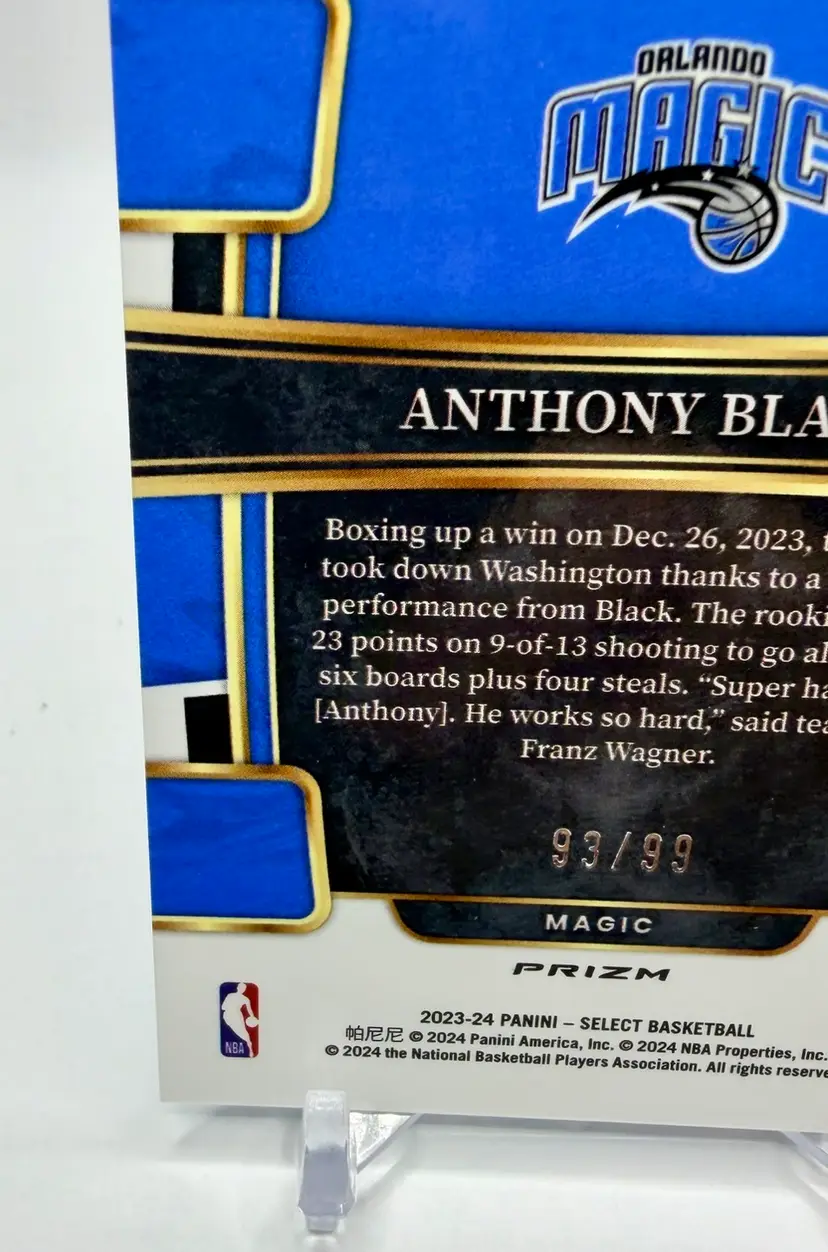 ORLANDO
MAGIC
ANTHONY BLA
Boxing up a win on Dec. 26, 2023,
took down Washington thanks to a
performance from Black. The rooki
23 points on 9-of-13 shooting to go al
six boards plus four steals. “Super ha
[Anthony]. He works so hard,” said tea
Franz Wagner.
93/99
MAGIC
PRIZM
NBA
2023-24 PANINI – SELECT BASKETBALL
帕尼尼 © 2024 Panini America, Inc. © 2024 NBA Properties, Inc.
© 2024 the National Basketball Players Association. All rights reserve